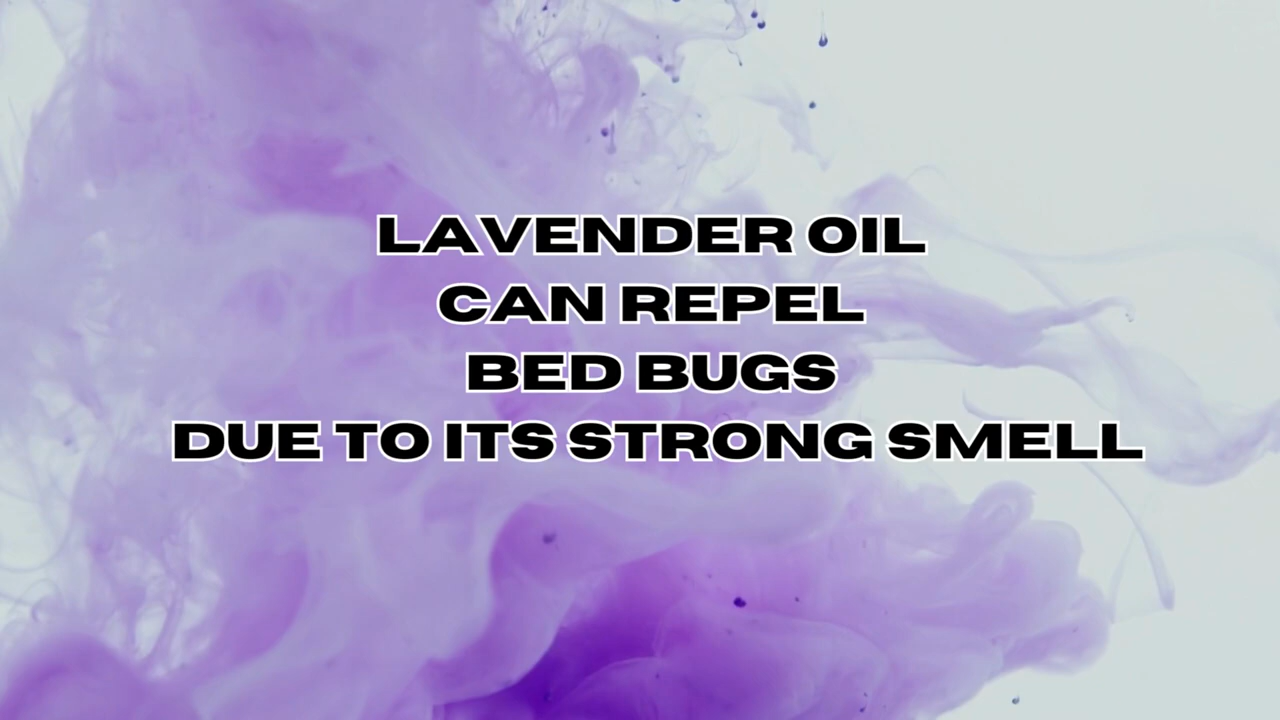 LAVENDER OIL
CAN REPEL
BED BUGS
DUE TO ITS STRONG SMELL